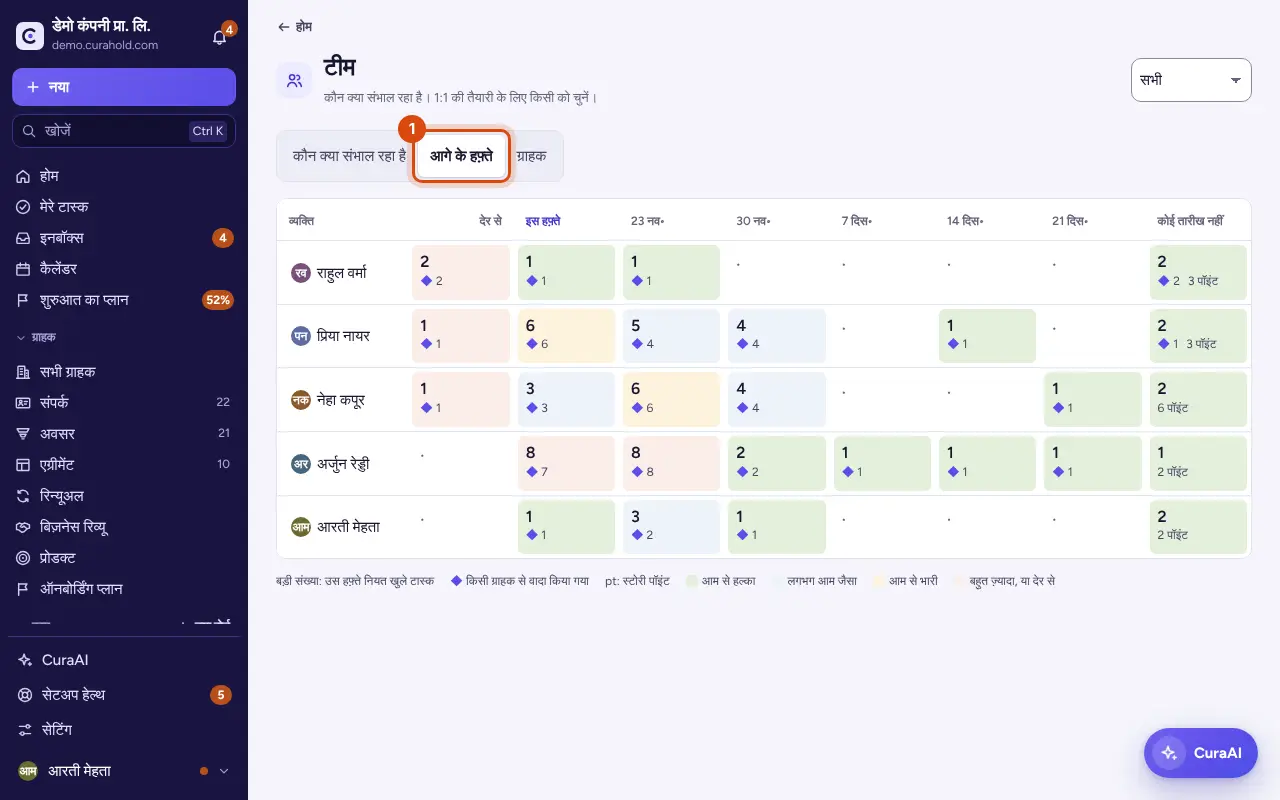 डेमो कंपनी प्रा. लि.
demo.curahold.com
4
+ नया
खोजें Ctrl K
होम
मेरे टास्क
इनबॉक्स 4
कैलेंडर
शुरुआत का प्लान 52%
ग्राहक
सभी ग्राहक
संपर्क 22
अवसर 21
एग्रीमेंट 10
रिन्यूअल
बिज़नेस रिव्यू
प्रोडक्ट
ऑनबोर्डिंग प्लान
CuraAI
सेटअप हेल्थ 5
सेटिंग
आम आरती मेहता
← होम
टीम
कौन क्या संभाल रहा है। 1:1 की तैयारी के लिए किसी को चुनें।
सभी
1
कौन क्या संभाल रहा है आगे के हफ़्ते ग्राहक
व्यक्ति देर से इस हफ़्ते 23 नव॰ 30 नव॰ 7 दिस॰ 14 दिस॰ 21 दिस॰ कोई तारीख नहीं
रव राहुल वर्मा 2 ◆ 2 1 ◆ 1 1 ◆ 1 · · · · 2 ◆ 2 3 पॉइंट
पन प्रिया नायर 1 ◆ 1 6 ◆ 6 5 ◆ 4 4 ◆ 4 · 1 ◆ 1 · 2 ◆ 1 3 पॉइंट
नक नेहा कपूर 1 ◆ 1 3 ◆ 3 6 ◆ 6 4 ◆ 4 · · 1 ◆ 1 2 6 पॉइंट
अर अर्जुन रेड्डी · 8 ◆ 7 8 ◆ 8 2 ◆ 2 1 ◆ 1 1 ◆ 1 1 ◆ 1 1 2 पॉइंट
आम आरती मेहता · 1 ◆ 1 3 ◆ 2 1 ◆ 1 · · · 2 2 पॉइंट
बड़ी संख्या: उस हफ़्ते नियत खुले टास्क ◆ किसी ग्राहक से वादा किया गया pt: स्टोरी पॉइंट आम से हल्का लगभग आम जैसा आम से भारी बहुत ज़्यादा, या देर से
CuraAI